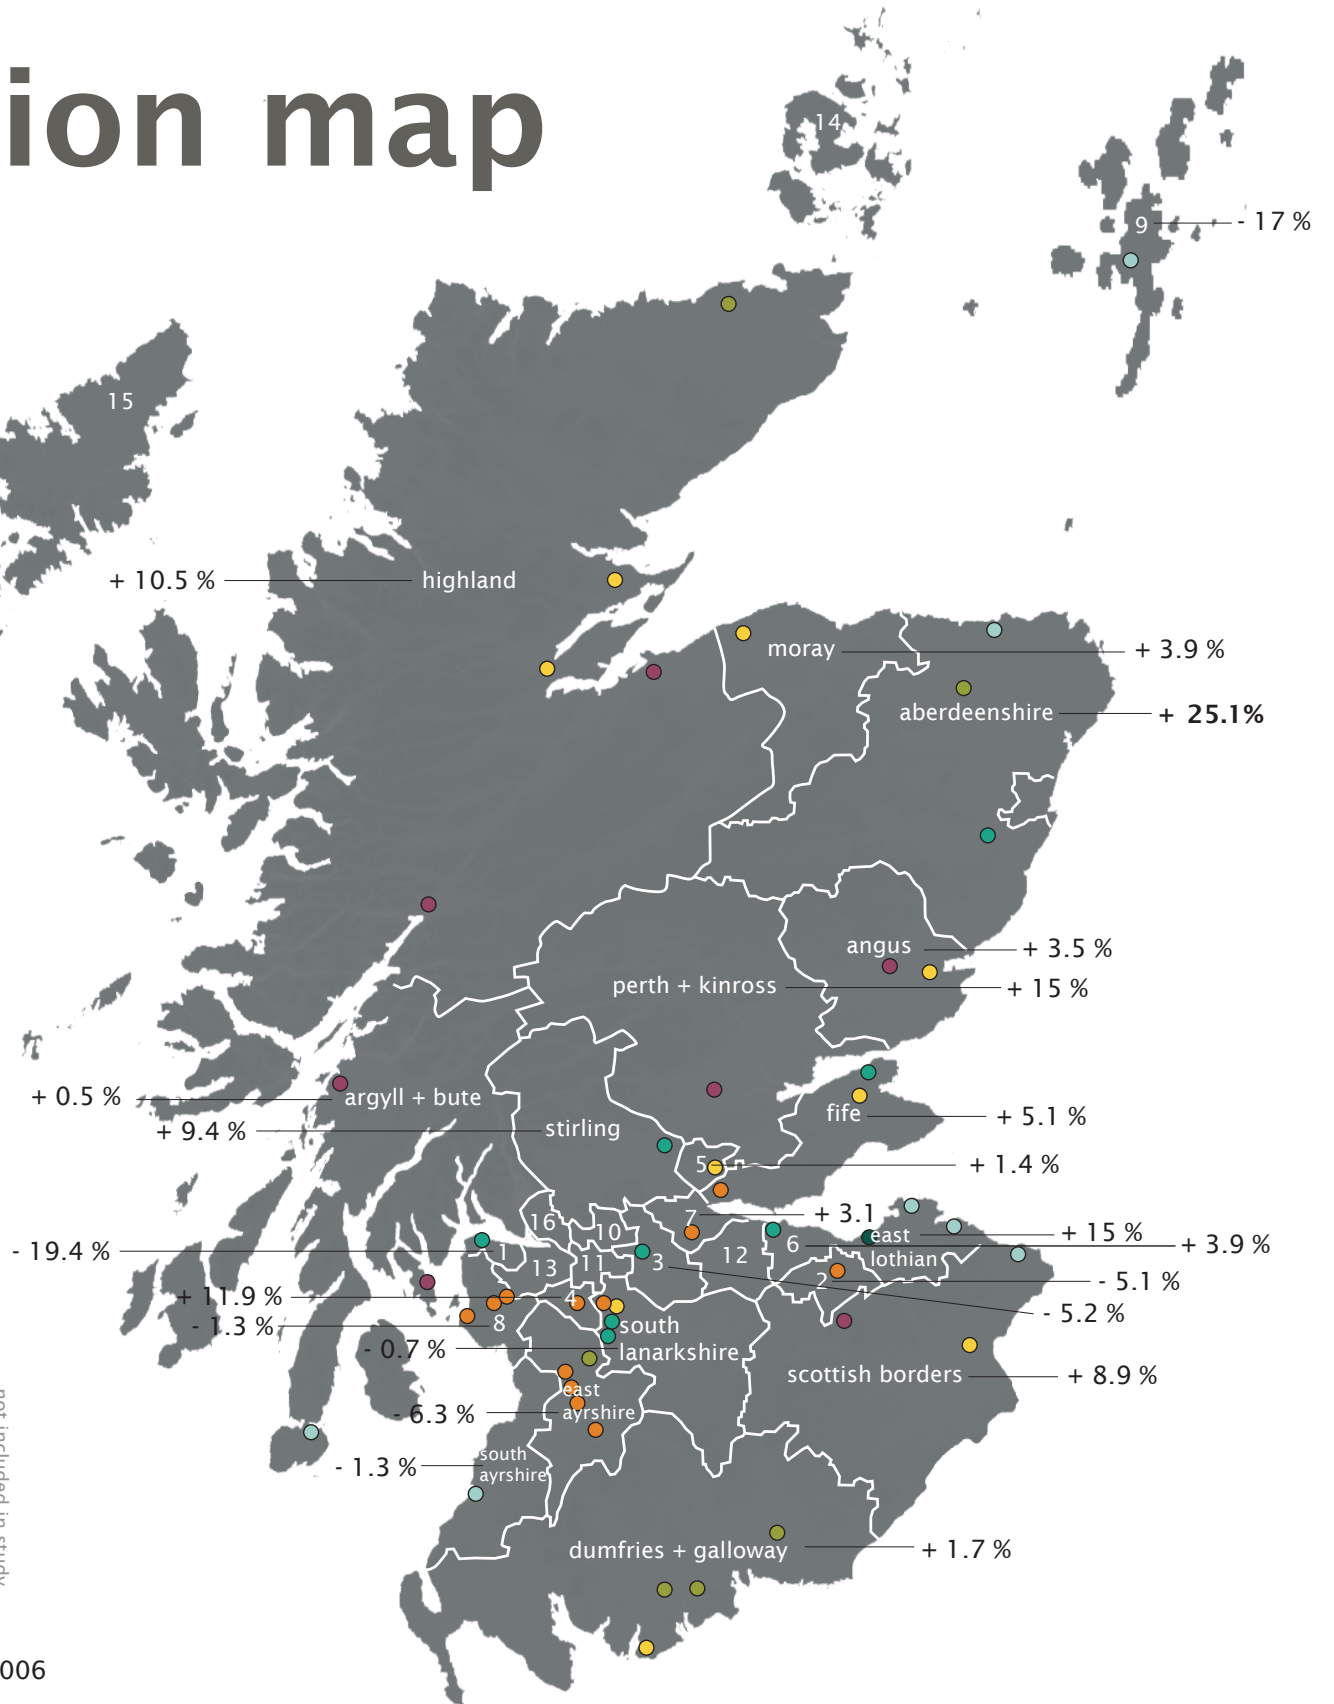 ion map
14
9
- 17 %
15
+ 10.5 %
highland
moray
+ 3.9 %
aberdeenshire
+ 25.1%
angus
+ 3.5 %
perth + kinross
+ 15 %
+ 0.5 %
argyll + bute
fife
+ 5.1 %
+ 9.4 %
stirling
5
+ 1.4 %
16
10
7
+ 3.1
- 19.4 %
1
13
11
3
12
6
east
lothian
+ 15 %
+ 3.9 %
2
- 5.1 %
- 5.2 %
+ 11.9 %
4
- 1.3 %
8
- 0.7 %
south
lanarkshire
scottish borders
+ 8.9 %
- 6.3 %
east
ayrshire
- 1.3 %
south
ayrshire
dumfries + galloway
+ 1.7 %
not included in study
006